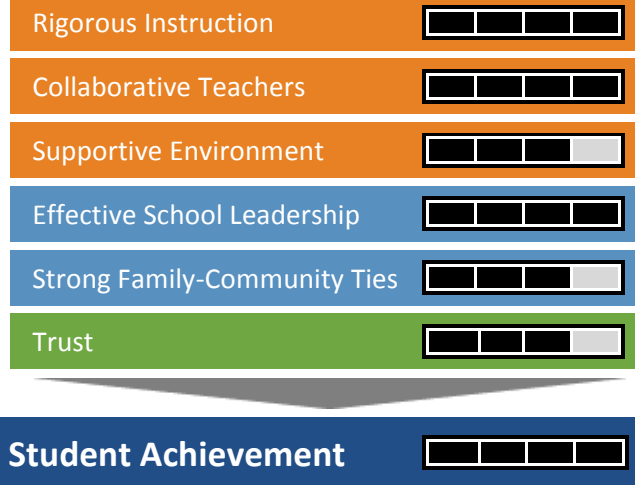 Rigorous Instruction
Collaborative Teachers
Supportive Environment
Effective School Leadership
Strong Family-Community Ties
Trust
Student Achievement